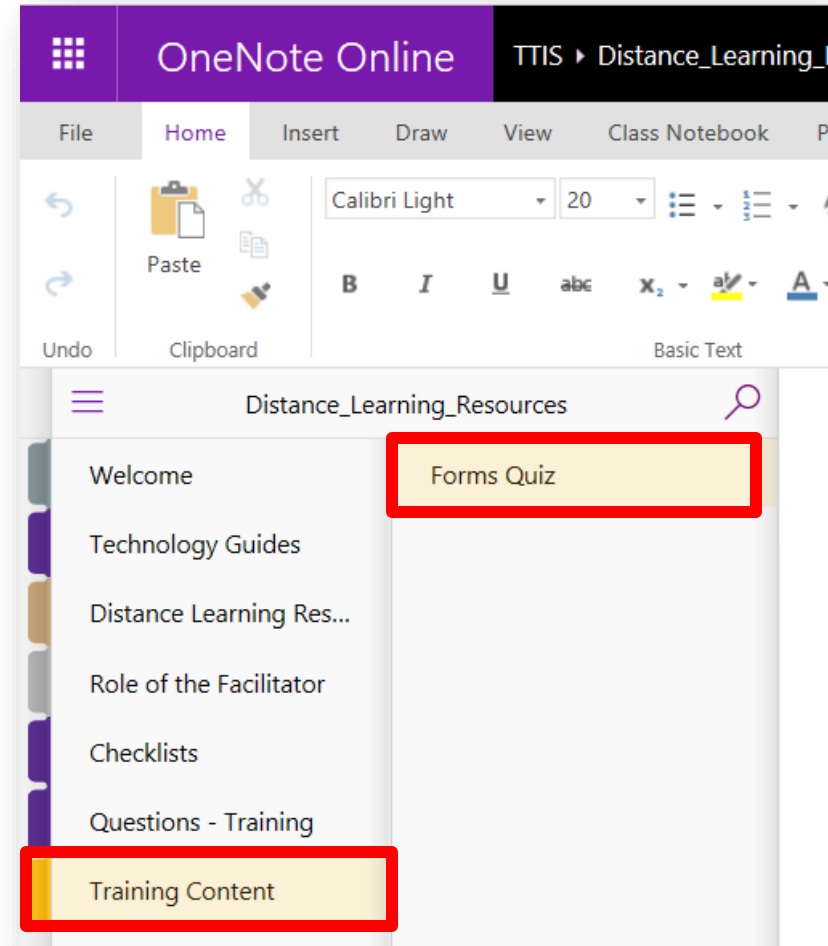 OneNote Online TTIS ▸ Distance_Learning_
File Home Insert Draw View Class Notebook P
Calibri Light 20
Paste
B I U abc x₂ ab A
Undo Clipboard Basic Text
Distance_Learning_Resources
Welcome Forms Quiz
Technology Guides
Distance Learning Res...
Role of the Facilitator
Checklists
Questions - Training
Training Content